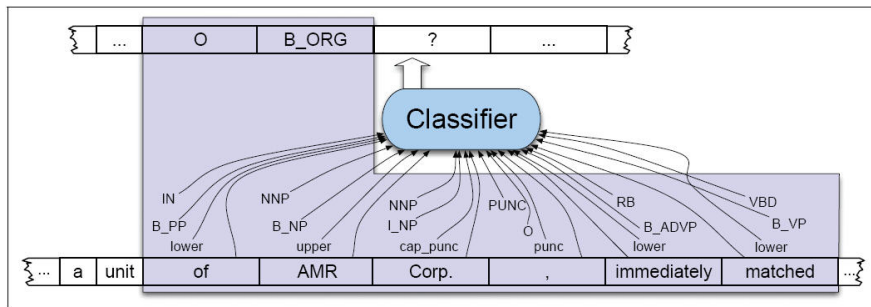 ... O B_ORG ? ...
Classifier
IN NNP NNP PUNC RB VBD
B_PP B_NP I_NP O B_ADVP B_VP
lower upper cap_punc punc lower lower
... a unit of AMR Corp. , immediately matched ...